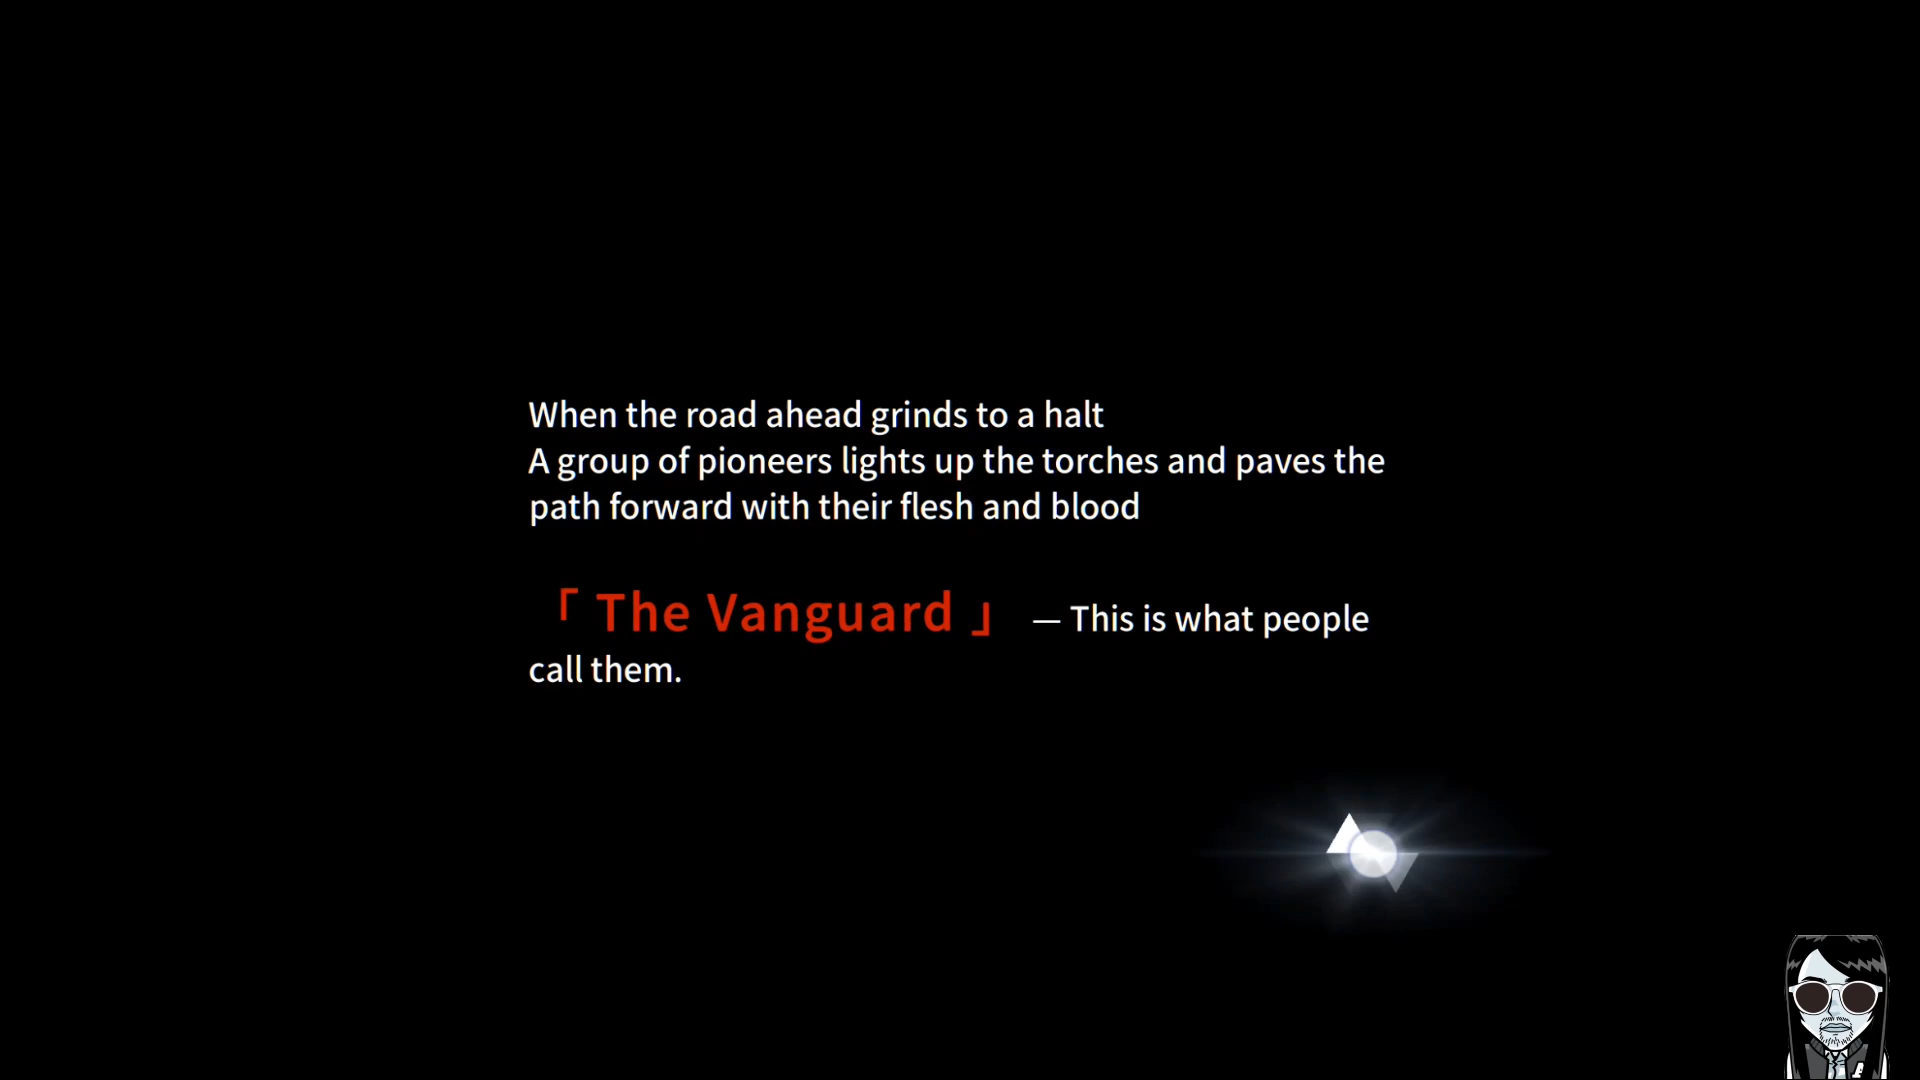 When the road ahead grinds to a halt
A group of pioneers lights up the torches and paves the
path forward with their flesh and blood
「 The Vanguard 」 — This is what people
call them.